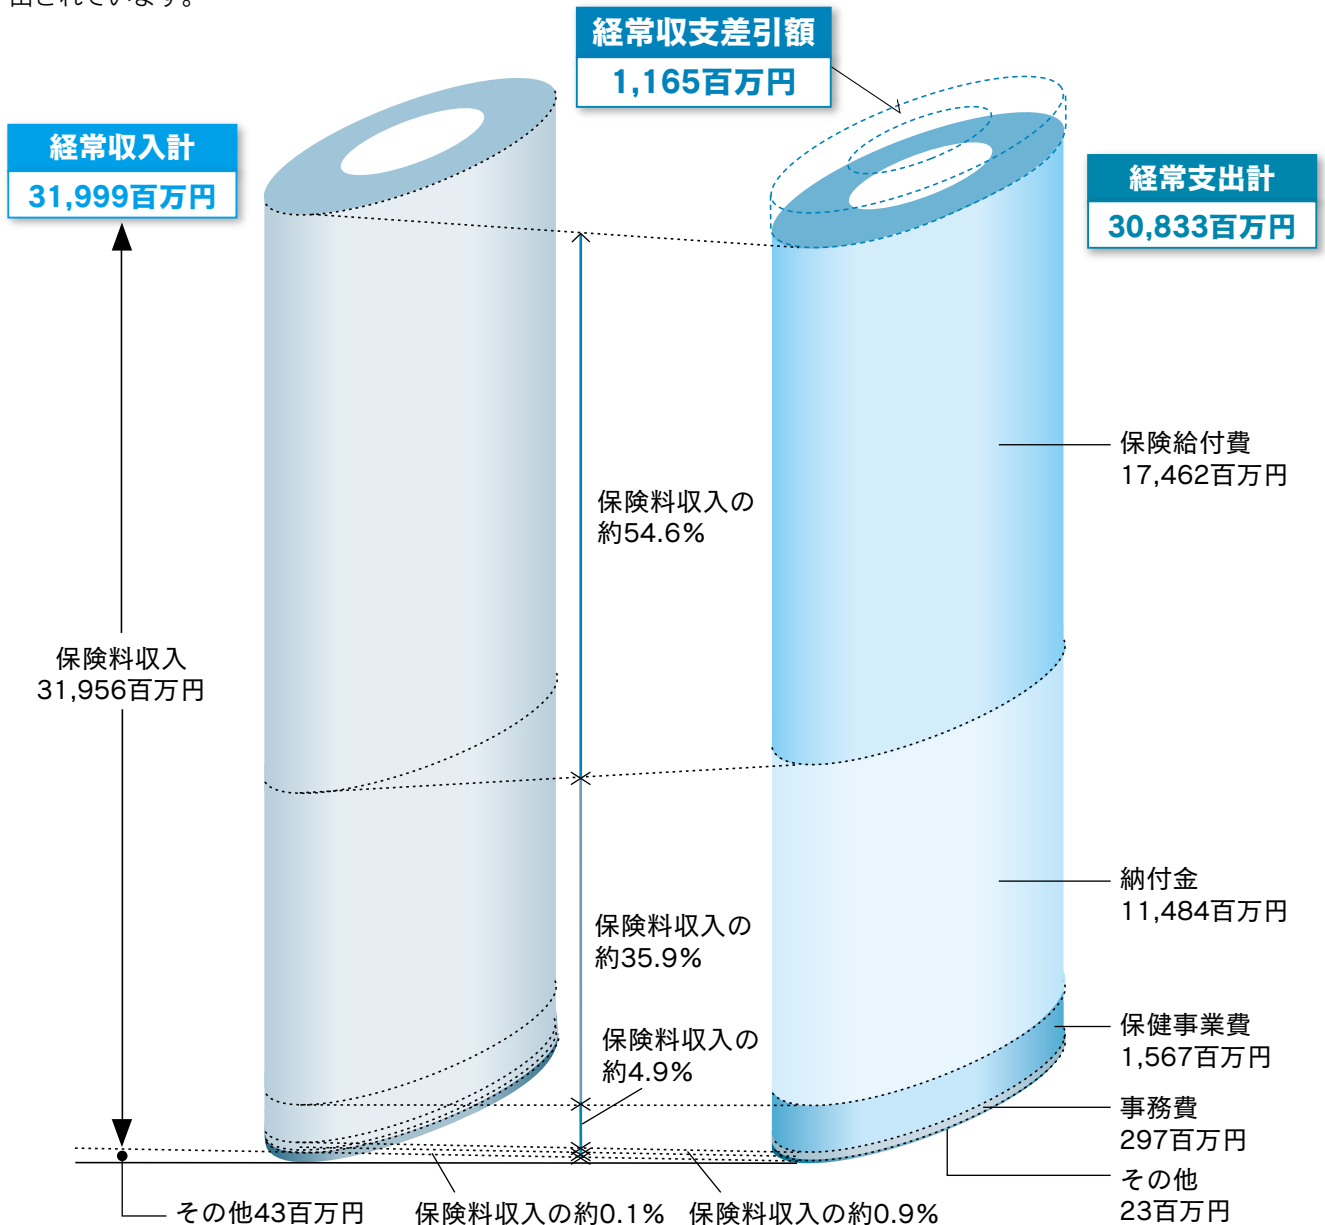 出されています。
経常収支差引額
1,165百万円
経常収入計
31,999百万円
経常支出計
30,833百万円
保険給付費
17,462百万円
保険料収入の
約54.6%
保険料収入
31,956百万円
納付金
11,484百万円
保険料収入の
約35.9%
保健事業費
1,567百万円
保険料収入の
約4.9%
事務費
297百万円
その他
23百万円
その他43百万円
保険料収入の約0.1%
保険料収入の約0.9%